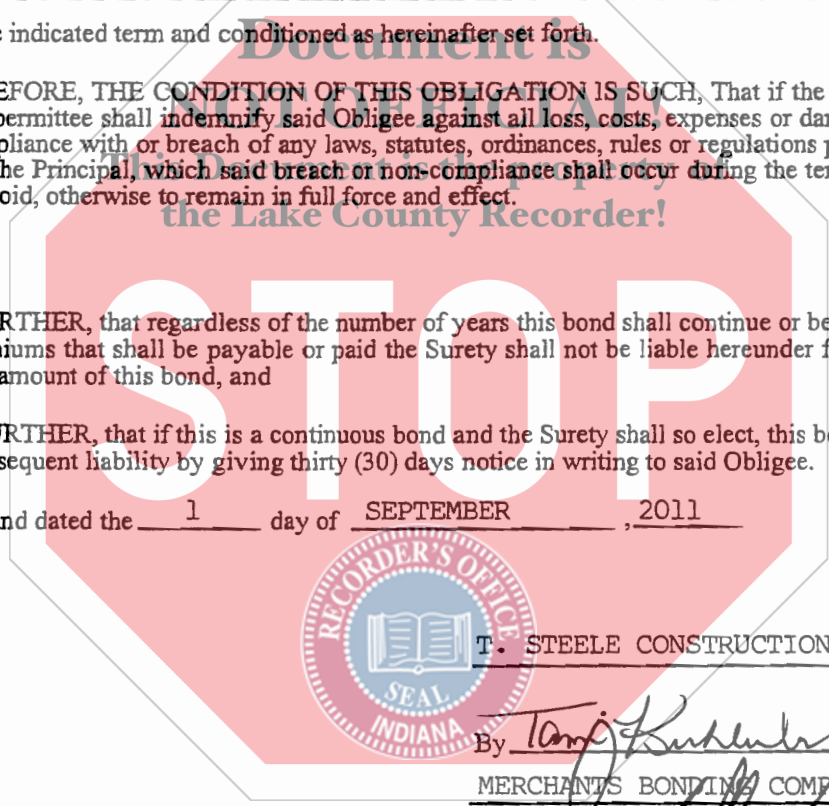 indicated term and conditioned as hereinafter set forth.
Document is
EFORE, THE CONDITION OF THIS OBLIGATION IS SUCH, That if the
NOT OFFICIAL!
permittee shall indemnify said Obligee against all loss, costs, expenses or dam
pliance with or breach of any laws, statutes, ordinances, rules or regulations p
This Document is the property of
he Principal, which said breach or non-compliance shall occur during the ter
oid, otherwise to remain in full force and effect.
the Lake County Recorder!
STOP
RTHER, that regardless of the number of years this bond shall continue or be
iums that shall be payable or paid the Surety shall not be liable hereunder f
amount of this bond, and
URTHER, that if this is a continuous bond and the Surety shall so elect, this b
sequent liability by giving thirty (30) days notice in writing to said Obligee.
nd dated the 1 day of SEPTEMBER , 2011
RECORDER'S OFFICE
SEAL
INDIANA
T. STEELE CONSTRUCTION
By
MERCHANTS BONDING COMP